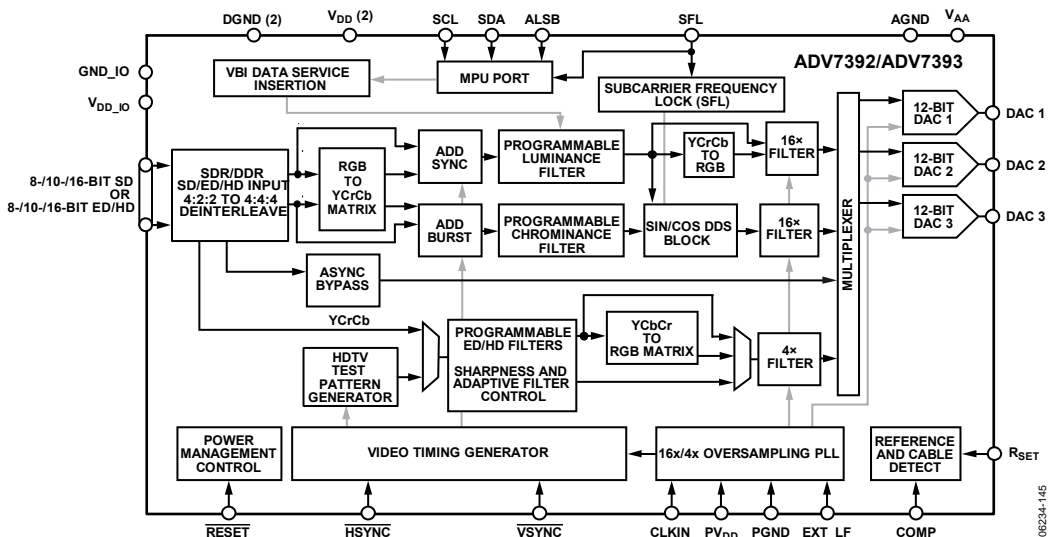 DGND (2)
VDD (2)
SCL
SDA
ALSB
SFL
AGND
VAA
ADV7392/ADV7393
GND_IO
VDD_IO
VBI DATA SERVICE
INSERTION
MPU PORT
SUBCARRIER FREQUENCY
LOCK (SFL)
12-BIT
DAC 1
DAC 1
12-BIT
DAC 2
DAC 2
12-BIT
DAC 3
DAC 3
8-/10-/16-BIT SD
OR
8-/10-/16-BIT ED/HD
SDR/DDR
SD/ED/HD INPUT
4:2:2 TO 4:4:4
DEINTERLEAVE
RGB
TO
YCrCb
MATRIX
ADD
SYNC
PROGRAMMABLE
LUMINANCE
FILTER
YCrCb
TO
RGB
16×
FILTER
ADD
BURST
PROGRAMMABLE
CHROMINANCE
FILTER
SIN/COS DDS
BLOCK
16×
FILTER
MULTIPLEXER
ASYNC
BYPASS
YCrCb
HDTV
TEST
PATTERN
GENERATOR
PROGRAMMABLE
ED/HD FILTERS
SHARPNESS AND
ADAPTIVE FILTER
CONTROL
YCbCr
TO
RGB MATRIX
4×
FILTER
POWER
MANAGEMENT
CONTROL
VIDEO TIMING GENERATOR
16x/4x OVERSAMPLING PLL
REFERENCE
AND CABLE
DETECT
RSET
RESET
HSYNC
VSYNC
CLKIN
PVDD
PGND
EXT_LF
COMP
06234-145